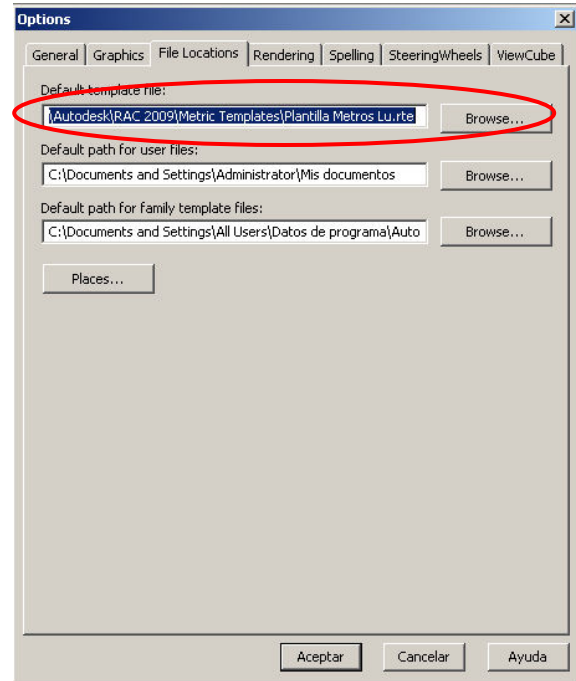 Options
General Graphics File Locations Rendering Spelling SteeringWheels ViewCube
Default template file:
\Autodesk\RAC 2009\Metric Templates\Plantilla Metros Lu.rte Browse...
Default path for user files:
C:\Documents and Settings\Administrator\Mis documentos Browse...
Default path for family template files:
C:\Documents and Settings\All Users\Datos de programa\Auto Browse...
Places...
Aceptar Cancelar Ayuda